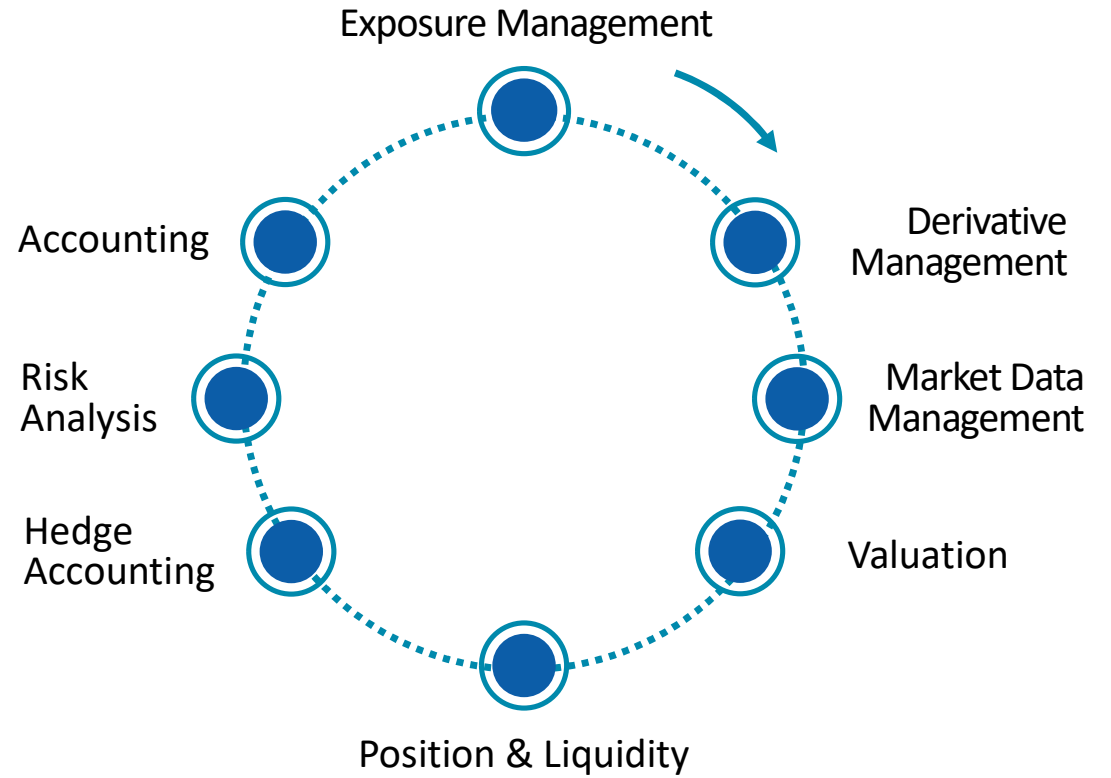 Exposure Management
Derivative
Management
Market Data
Management
Valuation
Position & Liquidity
Hedge
Accounting
Risk
Analysis
Accounting